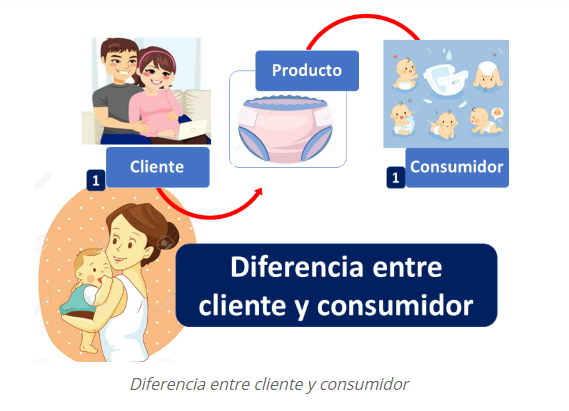 Producto
1
Cliente
1
Consumidor
Diferencia entre
cliente y consumidor
Diferencia entre cliente y consumidor